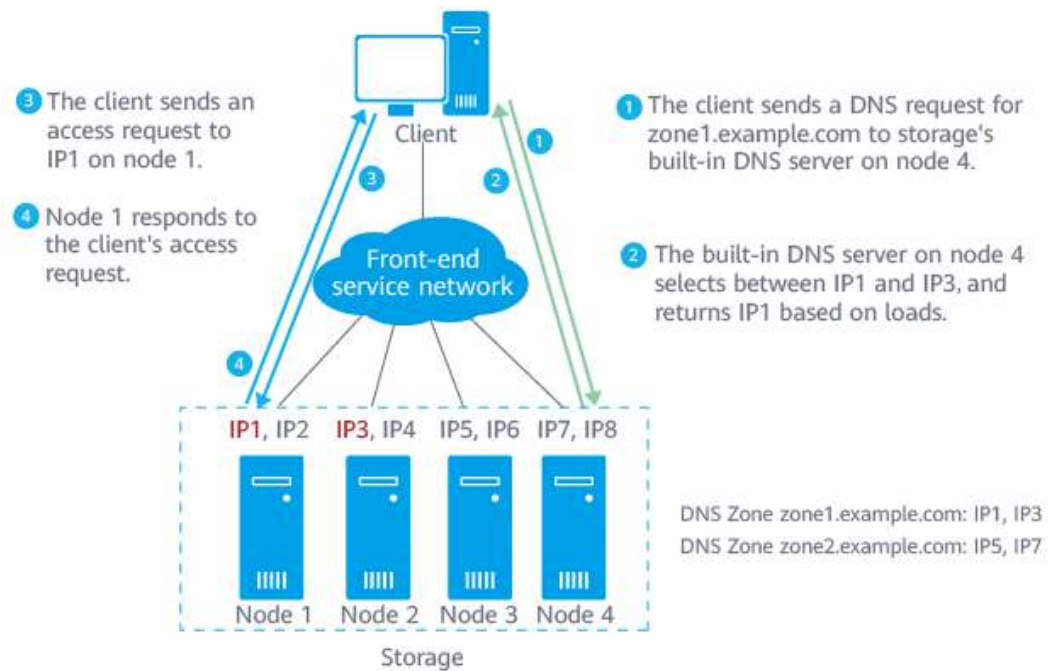 3 The client sends an
access request to
IP1 on node 1.
4 Node 1 responds to
the client's access
request.
Client
1
2
3
4
Front-end
service network
1 The client sends a DNS request for
zone1.example.com to storage's
built-in DNS server on node 4.
2 The built-in DNS server on node 4
selects between IP1 and IP3, and
returns IP1 based on loads.
IP1, IP2
IP3, IP4
IP5, IP6
IP7, IP8
Node 1
Node 2
Node 3
Node 4
Storage
DNS Zone zone1.example.com: IP1, IP3
DNS Zone zone2.example.com: IP5, IP7